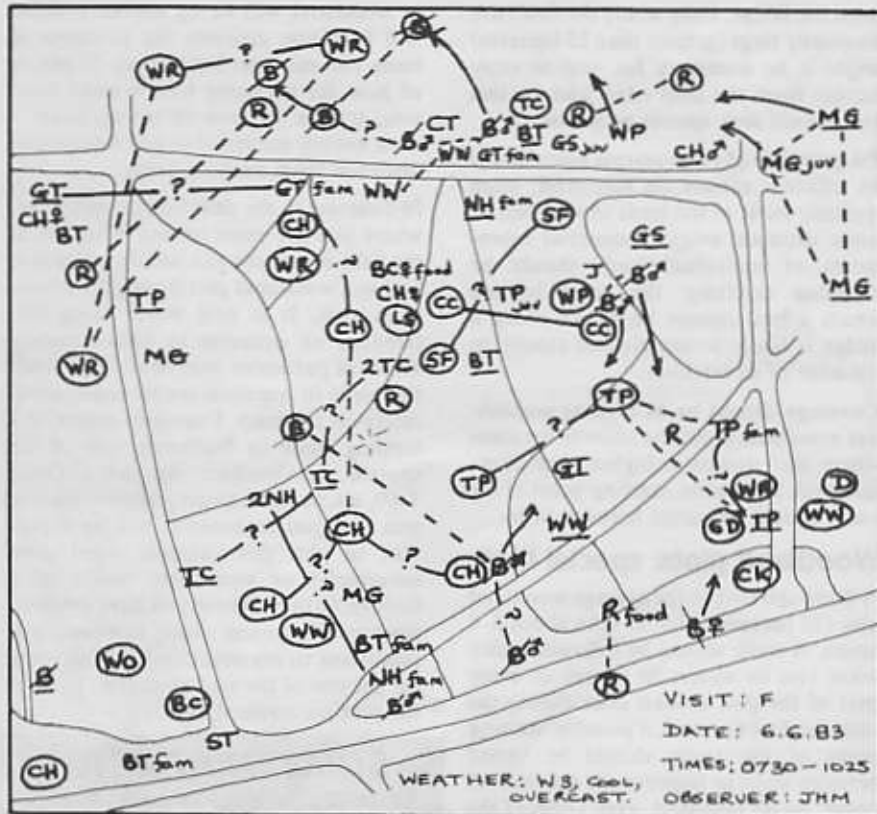 WR ? WR
B
B
R
B
? B♂ CT
WW GT fam
B♂ TC
BT GS juv
R
R
WP
CH♂
MG
MG juv
MG
GT ? GT fam WW
CH♀
BT
R
TP
WR
MG
CH
WR
?
CH
BC♀ food
CH♀
LS
NH fam
SF
? TP juv
CC
CC
SF BT
WP
J B♂
B♂
GS
2TC
?
R
B
TC
TP
TP ?
GT
R TP fam
?
WR
GD TP
D
WW
CK
2NH
TC ?
CH
?
?
CH ? CH
WW
MG
BT fam
NH fam
B♂
WW
?
B♂
R food
R
B♀
B
WO
BC
ST
CH
BT fam
VISIT: F
DATE: 6.6.83
TIMES: 0730-1025
WEATHER: W3, COOL,
OVERCAST. OBSERVER: JHM
Woodland plots special